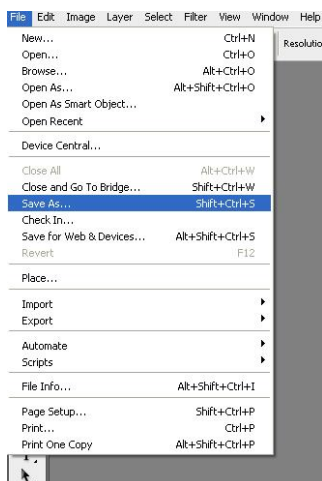 File Edit Image Layer Select Filter View Window Help
New... Ctrl+N
Open... Ctrl+O
Browse... Alt+Ctrl+O
Open As... Alt+Shift+Ctrl+O
Open As Smart Object...
Open Recent
Device Central...
Close All Alt+Ctrl+W
Close and Go To Bridge... Shift+Ctrl+W
Save As... Shift+Ctrl+S
Check In...
Save for Web & Devices... Alt+Shift+Ctrl+S
Revert F12
Place...
Import
Export
Automate
Scripts
File Info... Alt+Shift+Ctrl+I
Page Setup... Shift+Ctrl+P
Print... Ctrl+P
Print One Copy Alt+Shift+Ctrl+P
Resolutio